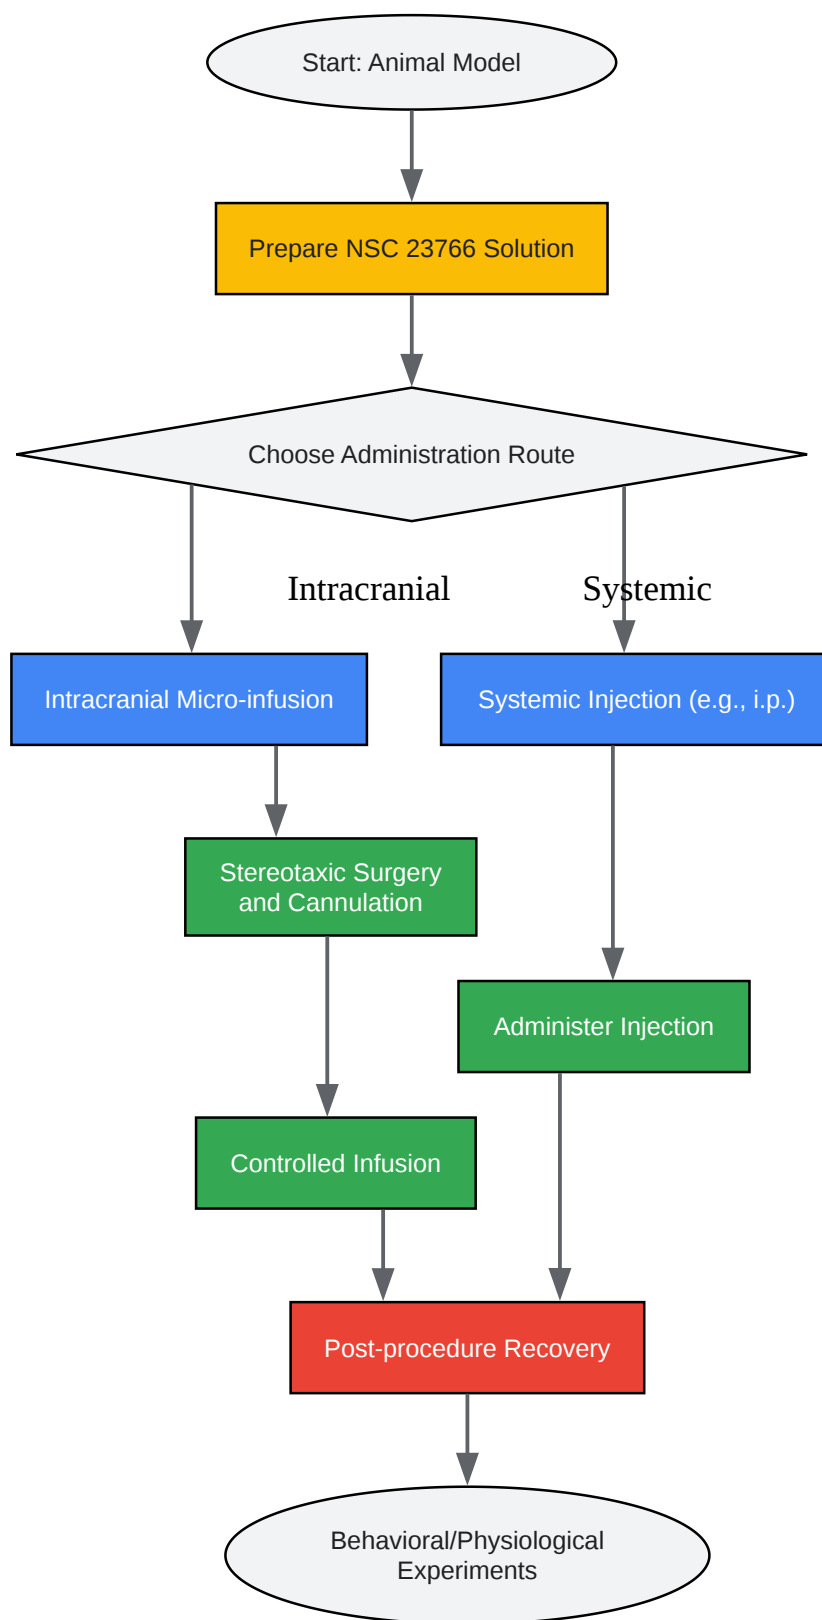 Start: Animal Model
Prepare NSC 23766 Solution
Choose Administration Route
Intracranial
Systemic
Intracranial Micro-infusion
Systemic Injection (e.g., i.p.)
Stereotaxic Surgery
and Cannulation
Administer Injection
Controlled Infusion
Post-procedure Recovery
Behavioral/Physiological
Experiments